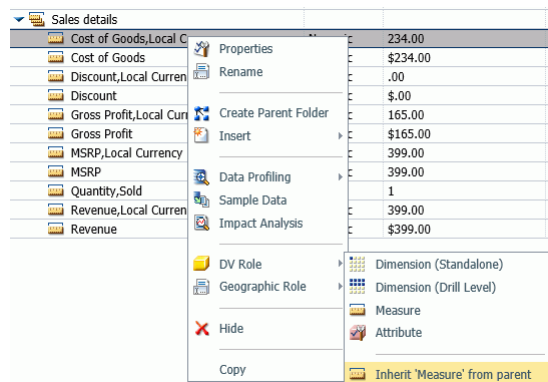 Sales details
Cost of Goods,Local C 234.00
Cost of Goods $234.00
Discount,Local Curren .00
Discount $.00
Gross Profit,Local Curr 165.00
Gross Profit $165.00
MSRP,Local Currency 399.00
MSRP 399.00
Quantity,Sold 1
Revenue,Local Curren 399.00
Revenue $399.00
Properties
Rename
Create Parent Folder
Insert
Data Profiling
Sample Data
Impact Analysis
DV Role
Geographic Role
Hide
Copy
Dimension (Standalone)
Dimension (Drill Level)
Measure
Attribute
Inherit 'Measure' from parent